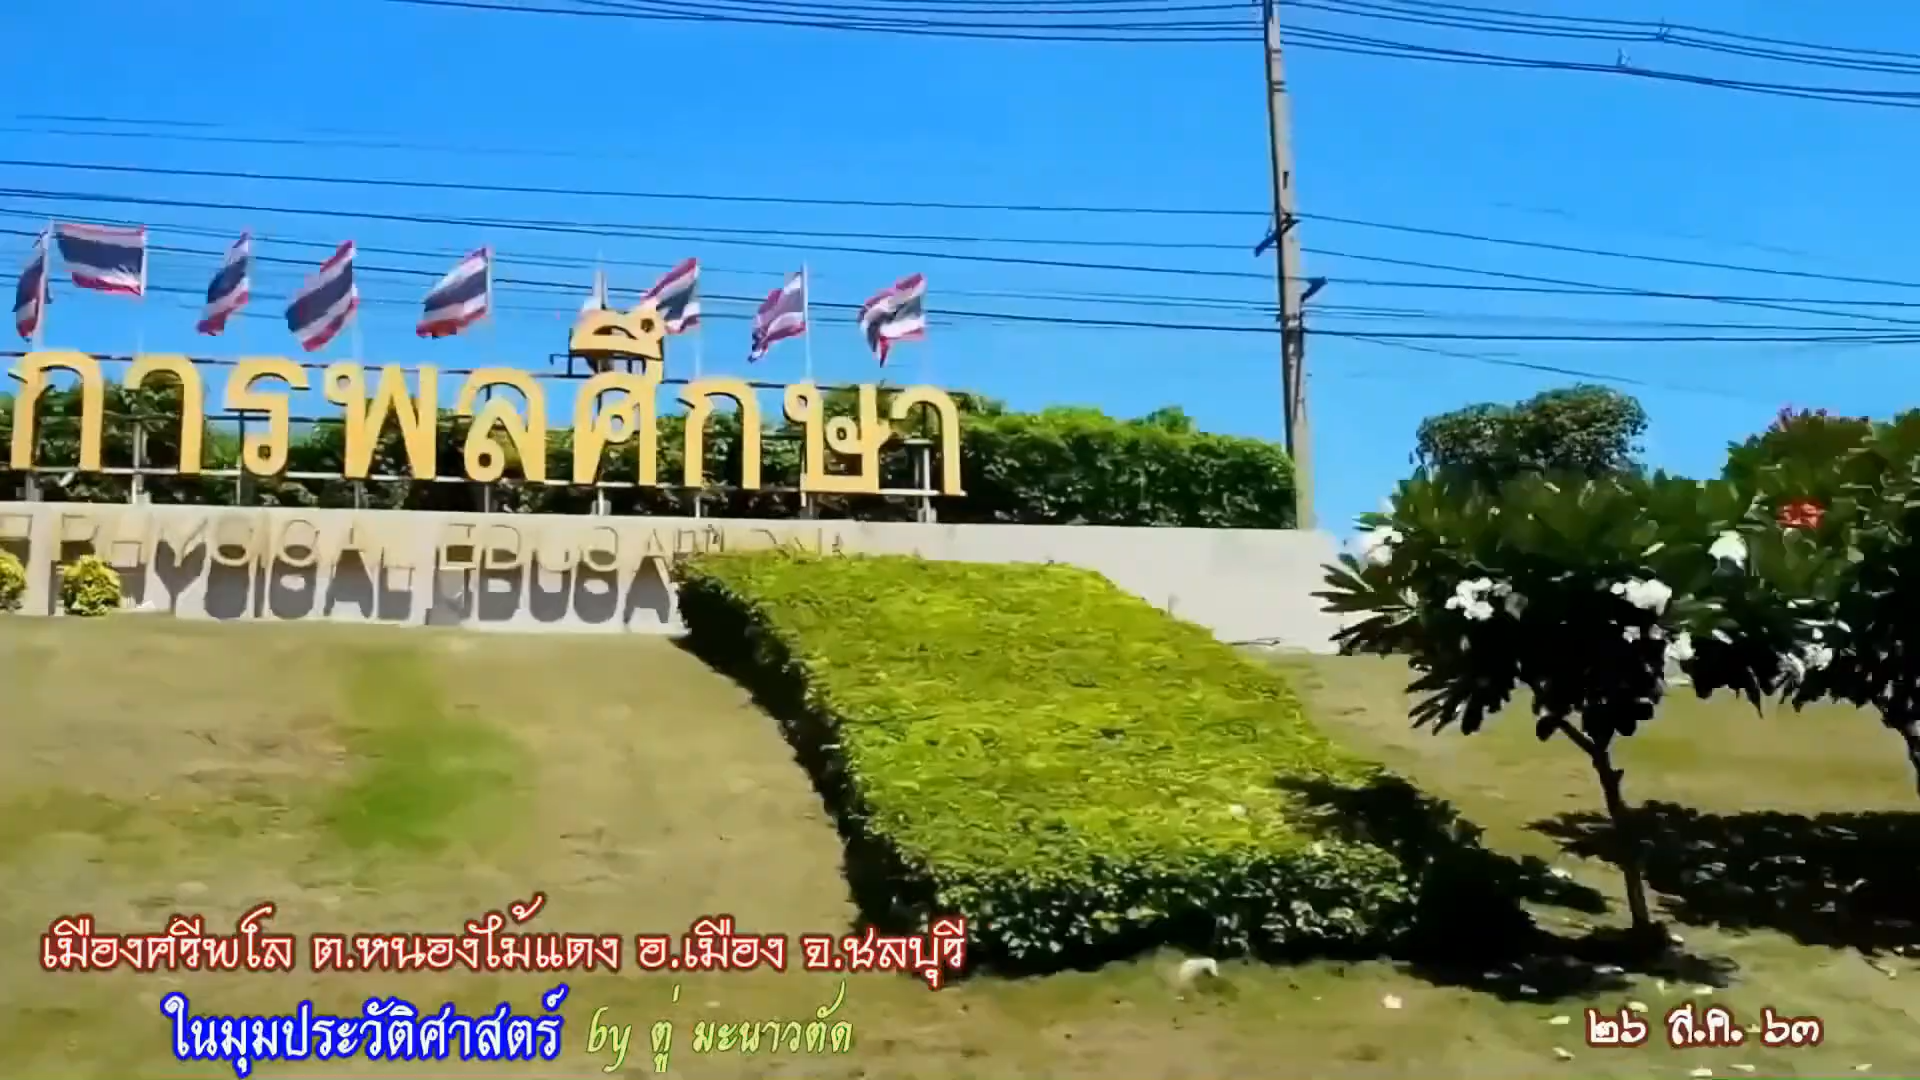 การพลศึกษา
PHYSICAL EDUCA
เมืองศรีพโล ต.หนองไม้แดง อ.เมือง จ.ชลบุรี
ในมุมประวัติศาสตร์ by ตู่ มะนาวตัด
๒๖ ส.ค. ๖๓